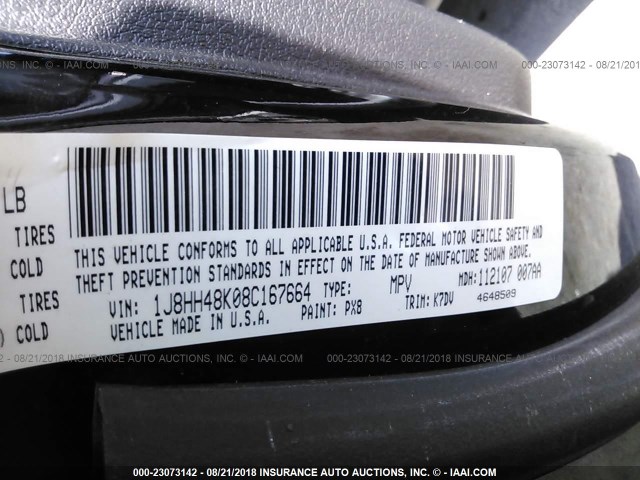 000-23073142 - 08/21/2018 INSURANCE AUTO AUCTIONS, INC. - © IAAI.COM
LB
TIRES
COLD
TIRES
) COLD
THIS VEHICLE CONFORMS TO ALL APPLICABLE U.S.A. FEDERAL MOTOR VEHICLE SAFETY AND
THEFT PREVENTION STANDARDS IN EFFECT ON THE DATE OF MANUFACTURE SHOWN ABOVE.
VIN: 1J8HH48K08C167664 TYPE: MPV MDH: 112107 007AA
VEHICLE MADE IN U.S.A. PAINT: PX8 TRIM: K7DV 4648509
000-23073142 - 08/21/2018 INSURANCE AUTO AUCTIONS, INC. - © IAAI.COM
000-23073142 - 08/21/2018 INSURANCE AUTO AUCTIONS, INC. - © IAAI.COM